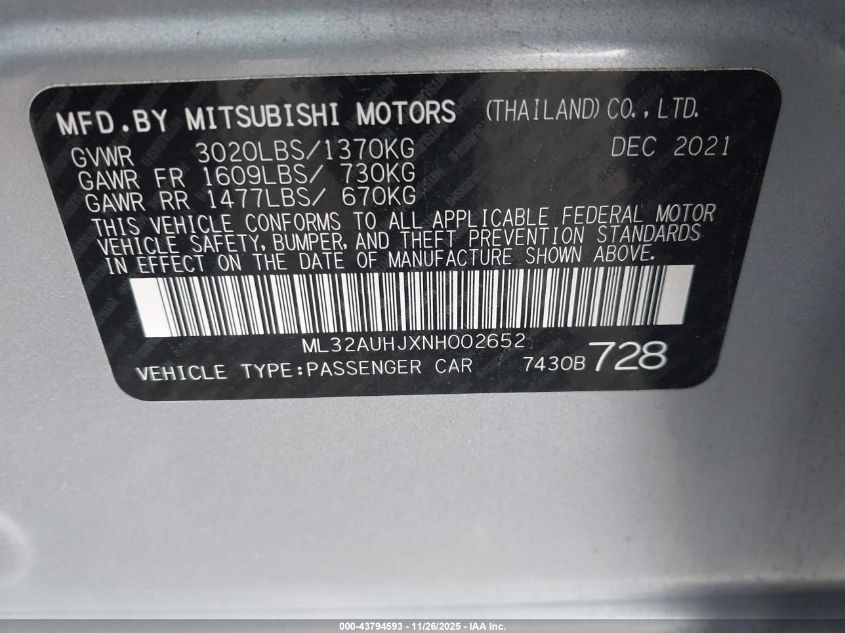 MFD.BY MITSUBISHI MOTORS (THAILAND)CO.,LTD.
GVWR 3020LBS/1370KG DEC 2021
GAWR FR 1609LBS/ 730KG
GAWR RR 1477LBS/ 670KG
THIS VEHICLE CONFORMS TO ALL APPLICABLE FEDERAL MOTOR
VEHICLE SAFETY, BUMPER, AND THEFT PREVENTION STANDARDS
IN EFFECT ON THE DATE OF MANUFACTURE SHOWN ABOVE.
ML32AUHJXNH002652
VEHICLE TYPE:PASSENGER CAR 7430B 728
000-43794593 - 11/26/2025 - IAA Inc.